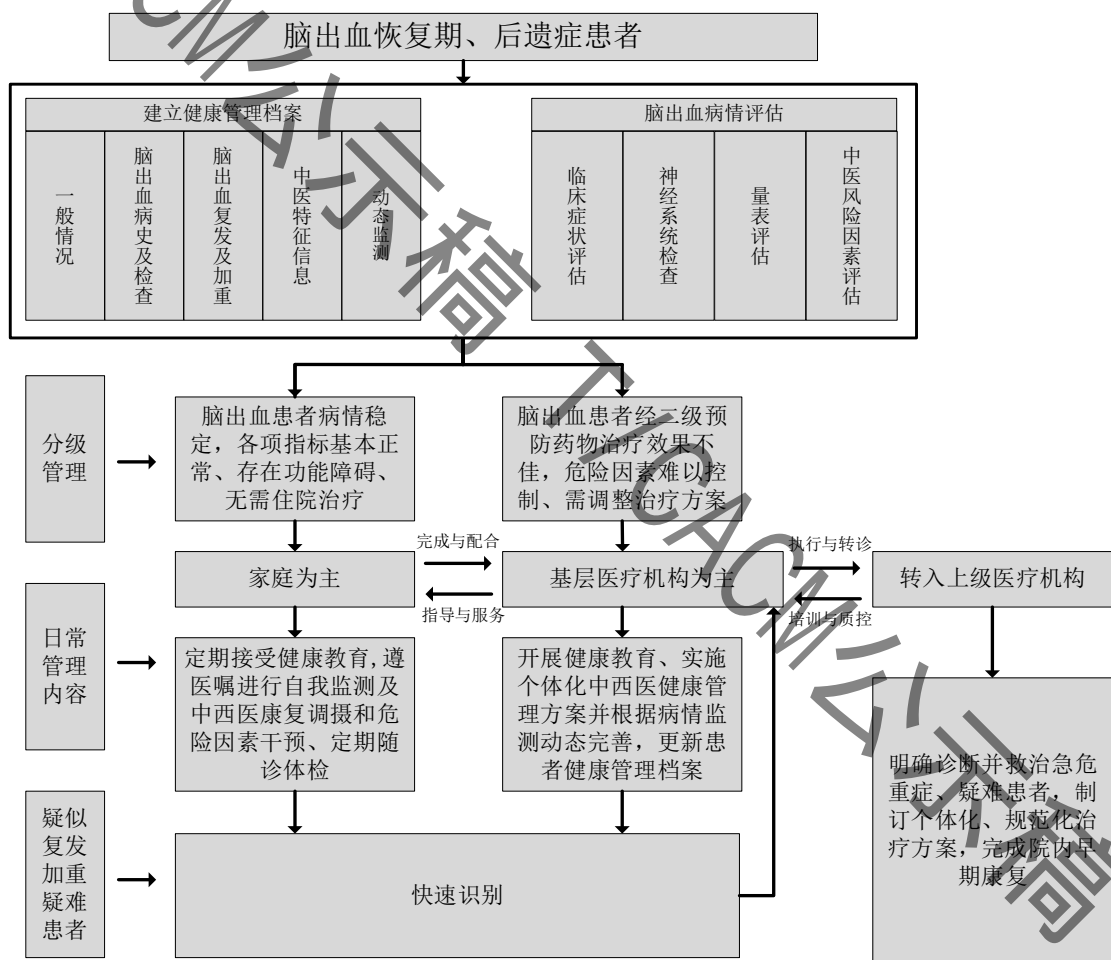 脑出血恢复期、后遗症患者
建立健康管理档案
脑出血病情评估
一般情况
脑出血病史及检查
脑出血复发及加重
中医特征信息
动态监测
临床症状评估
神经系统检查
量表评估
中医风险因素评估
分级
管理
脑出血患者病情稳
定，各项指标基本正
常、存在功能障碍、
无需住院治疗
脑出血患者经二级预
防药物治疗效果不
佳，危险因素难以控
制、需调整治疗方案
家庭为主
完成与配合
指导与服务
基层医疗机构为主
执行与转诊
培训与质控
转入上级医疗机构
日常
管理
内容
定期接受健康教育,遵
医嘱进行自我监测及
中西医康复调摄和危
险因素干预、定期随
诊体检
开展健康教育、实施
个体化中西医健康管
理方案并根据病情监
测动态完善，更新患
者健康管理档案
明确诊断并救治急危
重症、疑难患者，制
订个体化、规范化治
疗方案，完成院内早
期康复
疑似
复发
加重
疑难
患者
快速识别
CACM公示稿 T/CACM公示稿